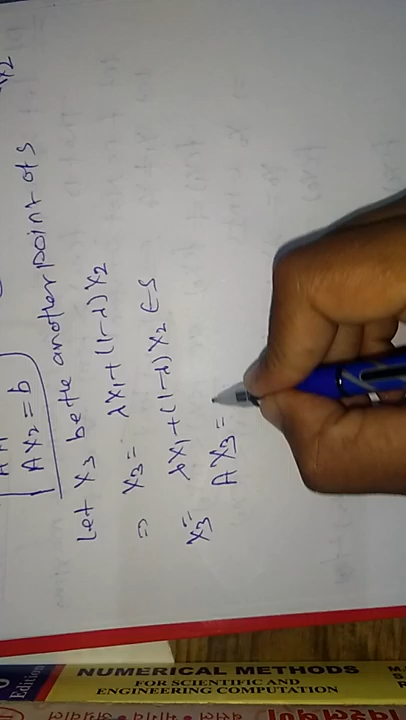 AX₂ = b
Let X₃ be the another point of S
⇒ X₃ = λX₁ + (1-λ) X₂
X₃ = λX₁ + (1-λ) X₂ ∈ S
AX₃ =
Edition
NUMERICAL METHODS
FOR SCIENTIFIC AND
ENGINEERING COMPUTATION